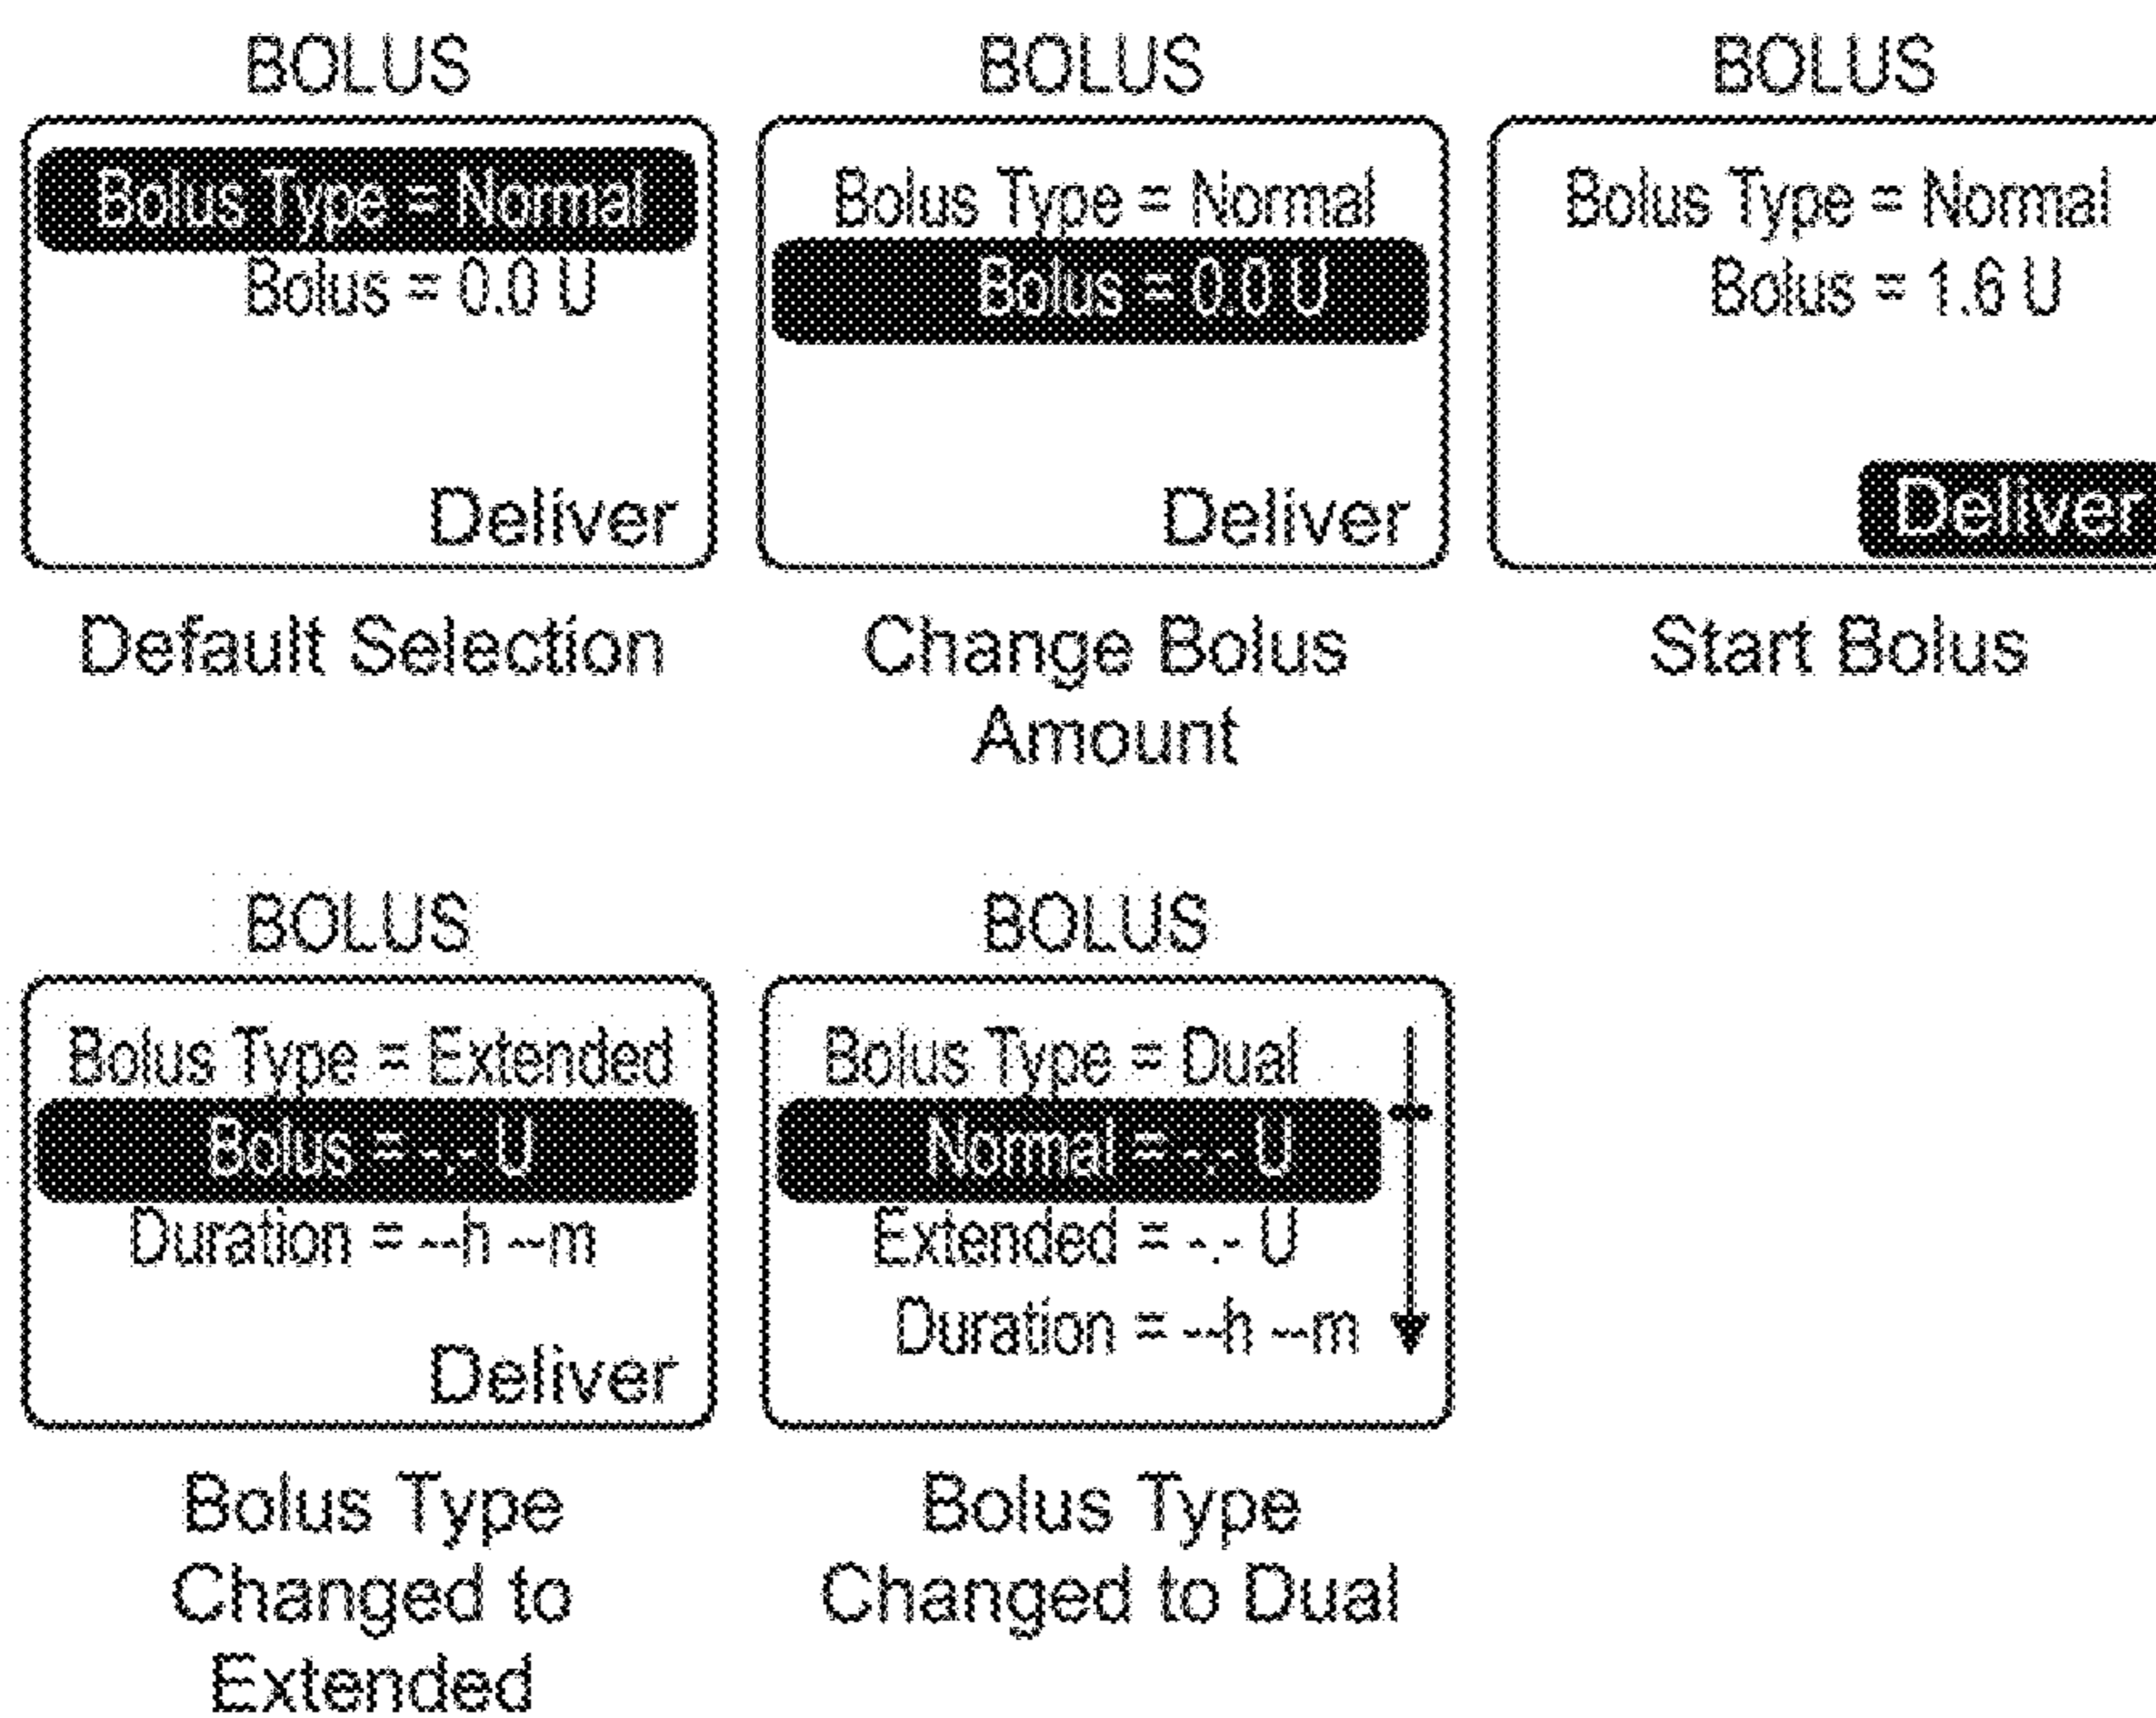 BOLUS
Bolus Type = Normal
Bolus = 0.0 U
Deliver
Default Selection
BOLUS
Bolus Type = Normal
Bolus = 0.0 U
Deliver
Change Bolus
Amount
BOLUS
Bolus Type = Normal
Bolus = 1.6 U
Deliver
Start Bolus
BOLUS
Bolus Type = Extended
Bolus = -.- U
Duration = --h --m
Deliver
Bolus Type
Changed to
Extended
BOLUS
Bolus Type = Dual
Normal = -.- U
Extended = -.- U
Duration = --h --m
Bolus Type
Changed to Dual